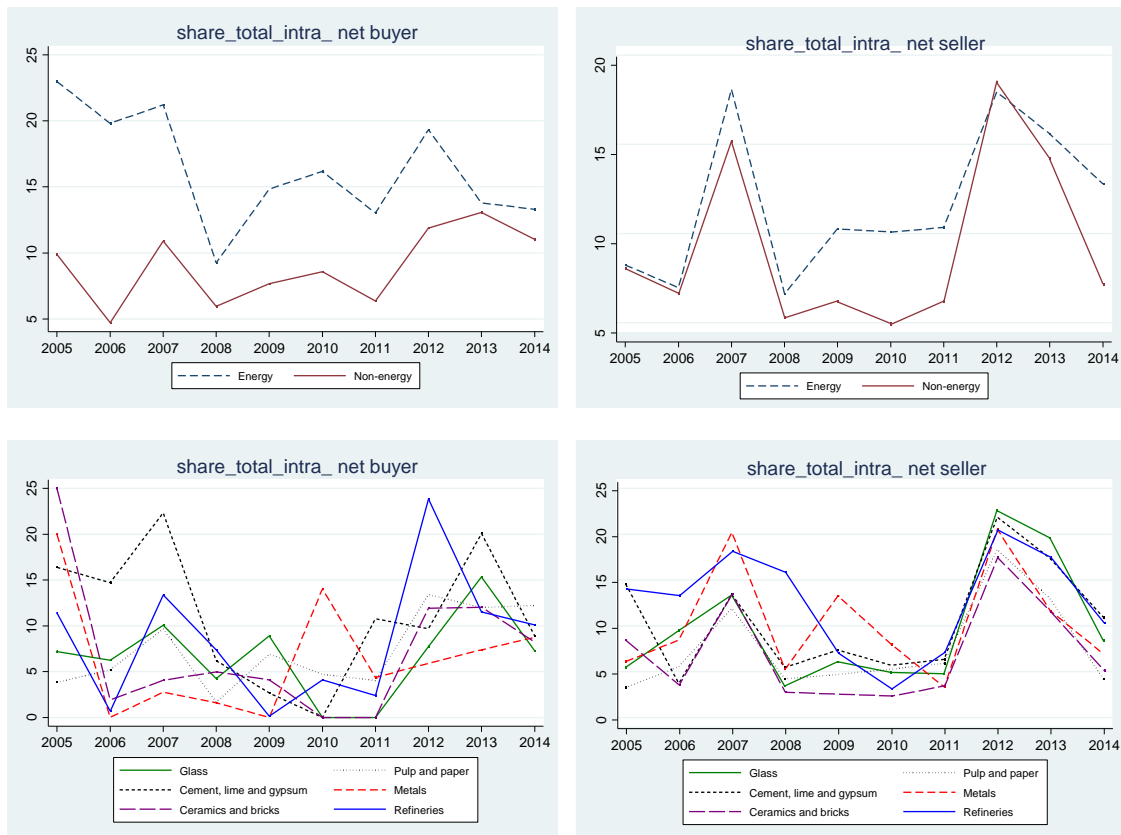 share_total_intra_ net buyer
25
20
15
10
5
2005 2006 2007 2008 2009 2010 2011 2012 2013 2014
Energy Non-energy
share_total_intra_ net seller
20
15
10
5
2005 2006 2007 2008 2009 2010 2011 2012 2013 2014
Energy Non-energy
share_total_intra_ net buyer
25
20
15
10
5
0
2005 2006 2007 2008 2009 2010 2011 2012 2013 2014
Glass Pulp and paper
Cement, lime and gypsum Metals
Ceramics and bricks Refineries
share_total_intra_ net seller
25
20
15
10
5
0
2005 2006 2007 2008 2009 2010 2011 2012 2013 2014
Glass Pulp and paper
Cement, lime and gypsum Metals
Ceramics and bricks Refineries